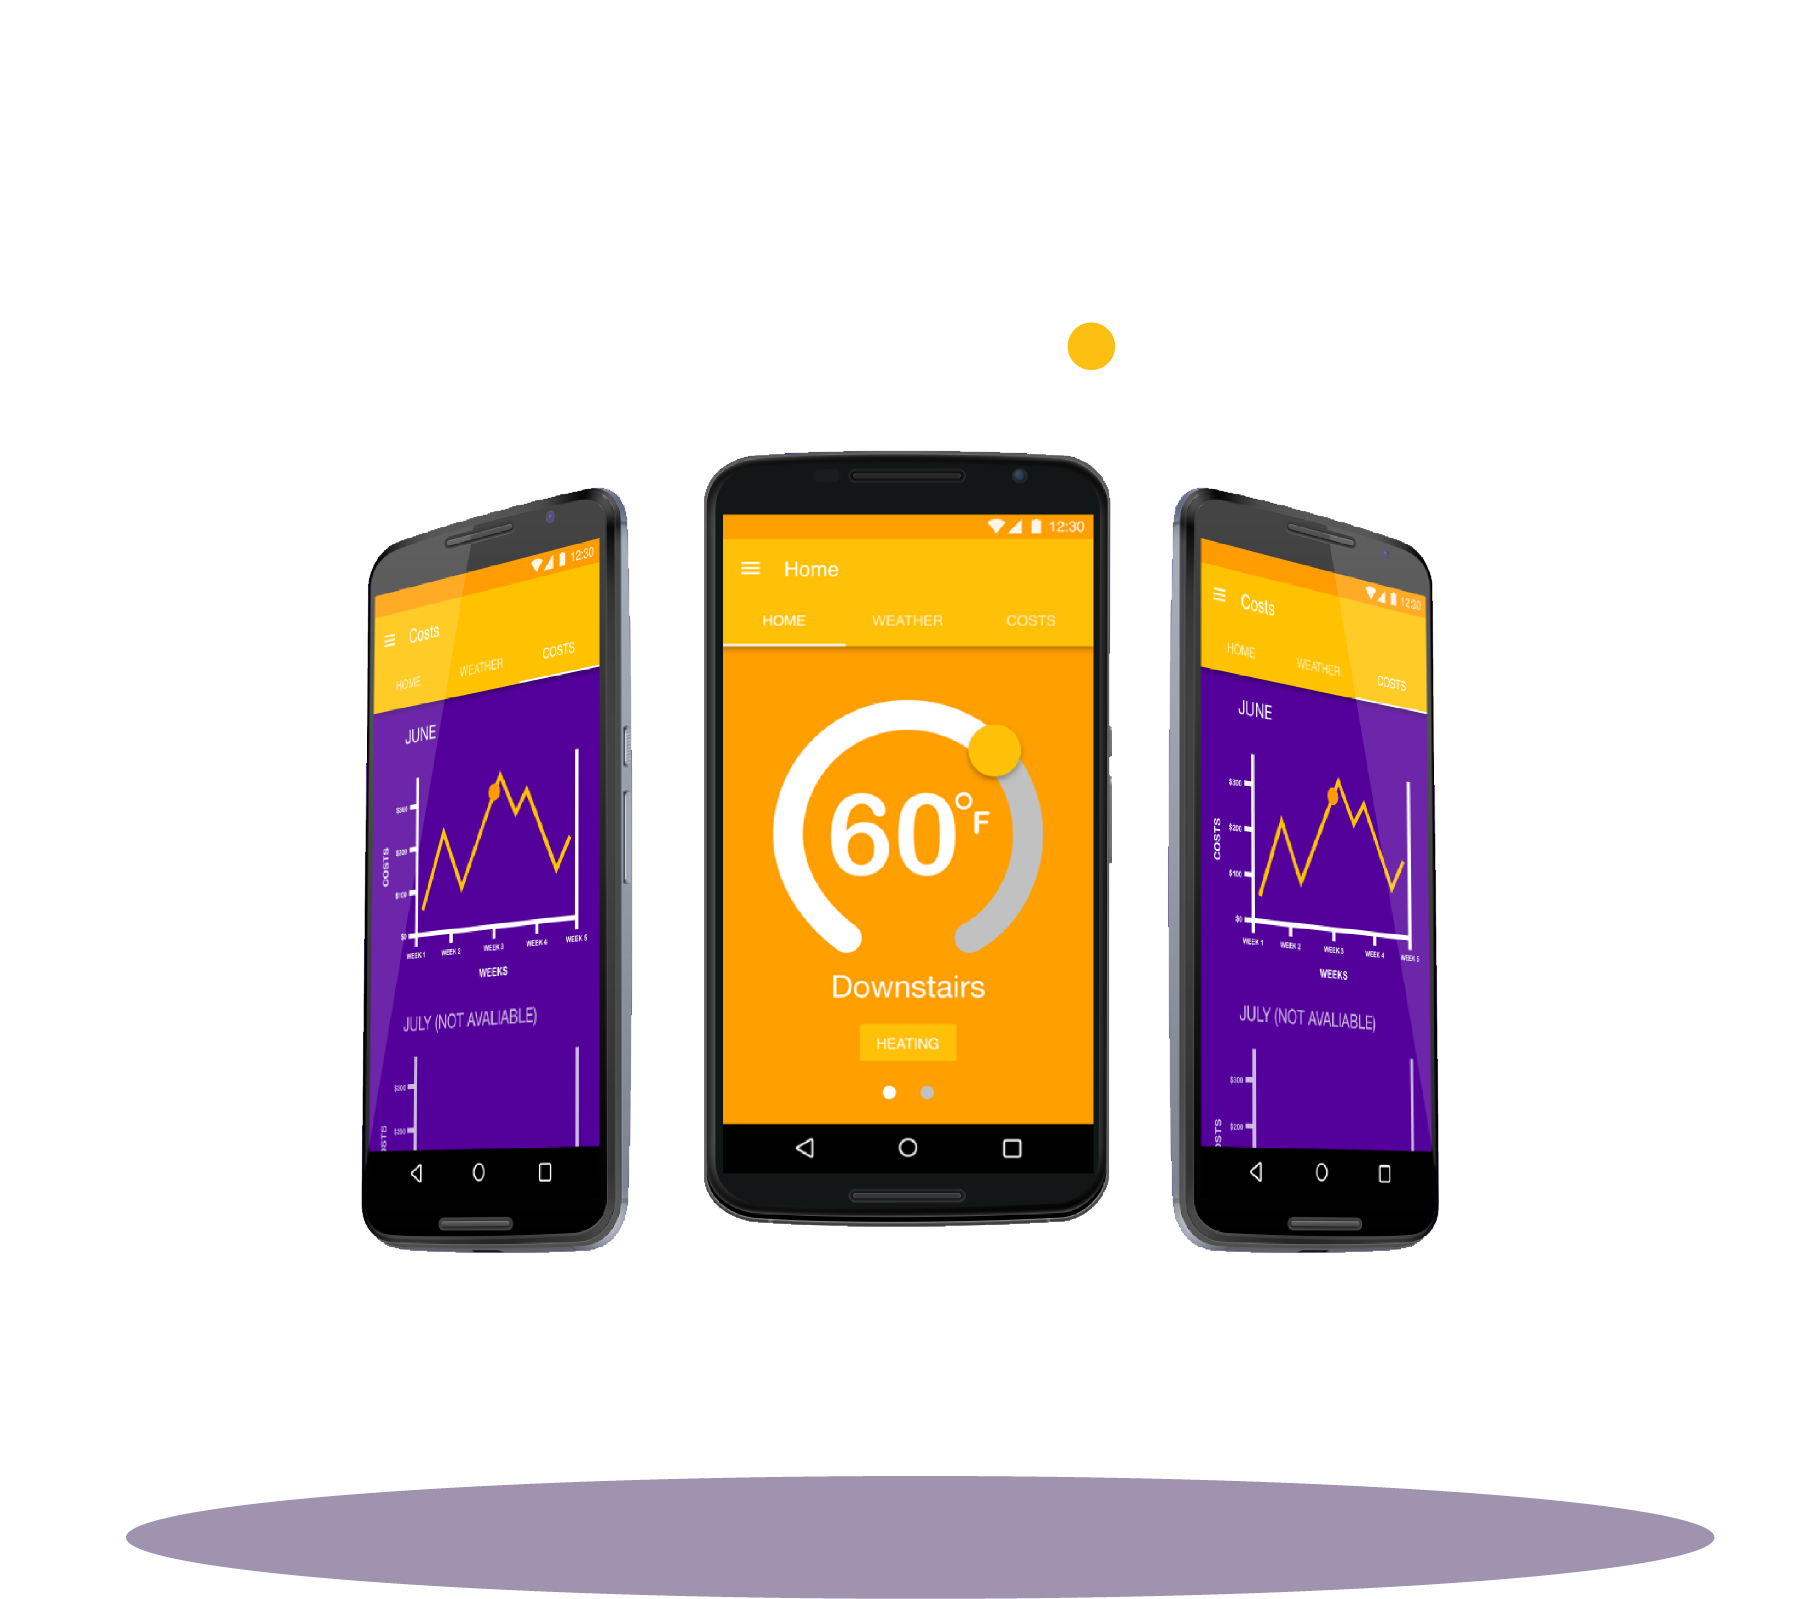 12:30
Costs
HOME WEATHER COSTS
JUNE
$300
$200
$100
$0
COSTS
WEEK 1 WEEK 2 WEEK 3 WEEK 4 WEEK 5
WEEKS
JULY (NOT AVALIABLE)
$300
$200
12:30
Home
HOME WEATHER COSTS
60°F
Downstairs
HEATING
12:30
Costs
HOME WEATHER COSTS
JUNE
$300
$200
$100
$0
COSTS
WEEK 1 WEEK 2 WEEK 3 WEEK 4 WEEK 5
WEEKS
JULY (NOT AVALIABLE)
$300
$200